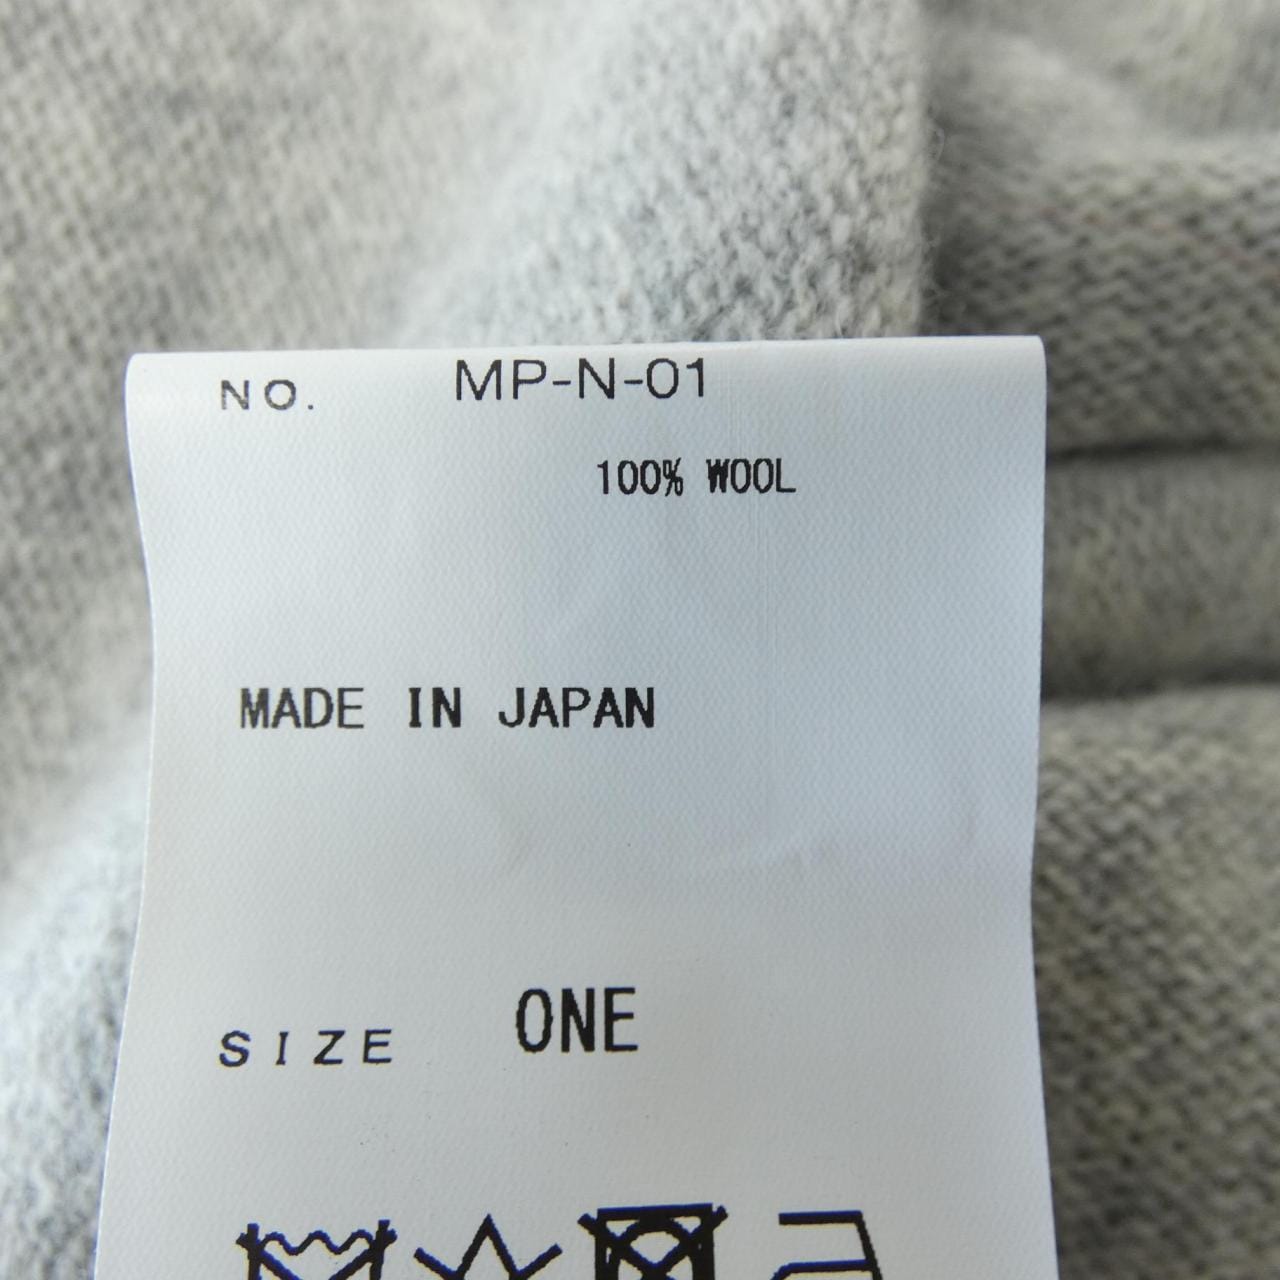 NO. MP-N-01
100% WOOL
MADE IN JAPAN
SIZE ONE